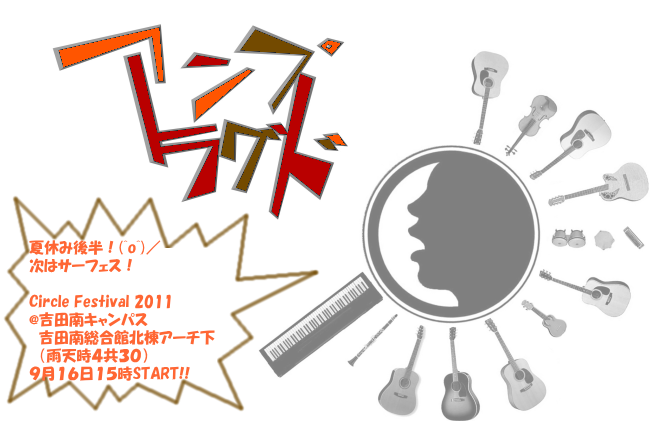 アンプ
ラグド
夏休み後半!(^o^)／
次はサーフェス!
Circle Festival 2011
@吉田南キャンパス
吉田南総合館北棟アーチ下
（雨天時4共30）
9月16日15時START!!